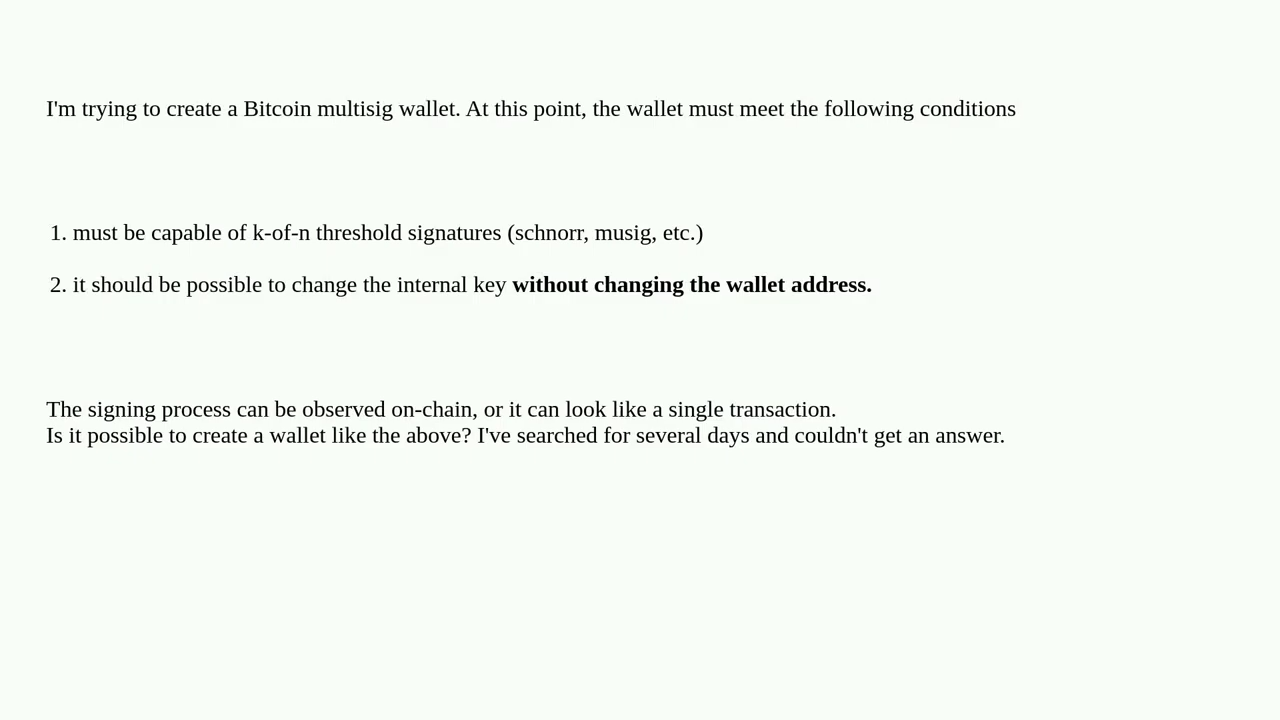 I'm trying to create a Bitcoin multisig wallet. At this point, the wallet must meet the following conditions
1. must be capable of k-of-n threshold signatures (schnorr, musig, etc.)
2. it should be possible to change the internal key without changing the wallet address.
The signing process can be observed on-chain, or it can look like a single transaction.
Is it possible to create a wallet like the above? I've searched for several days and couldn't get an answer.